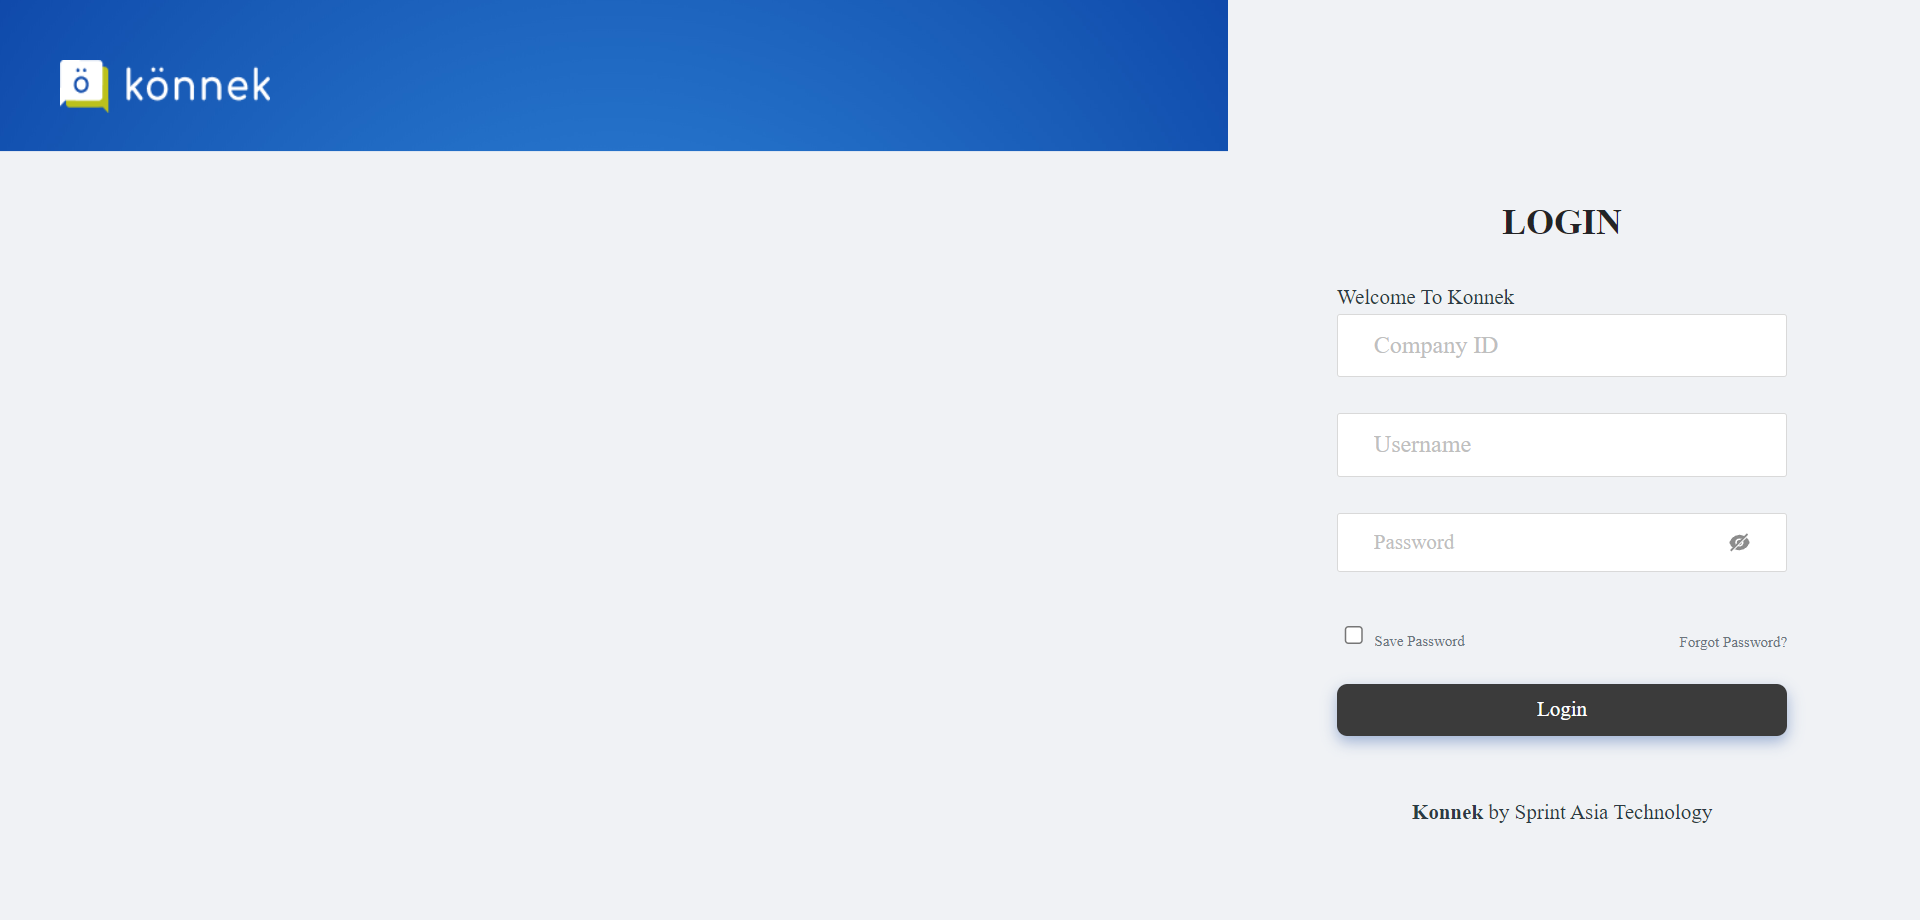 ö könnek
LOGIN
Welcome To Konnek
Company ID
Username
Password
Save Password
Forgot Password?
Login
Konnek by Sprint Asia Technology